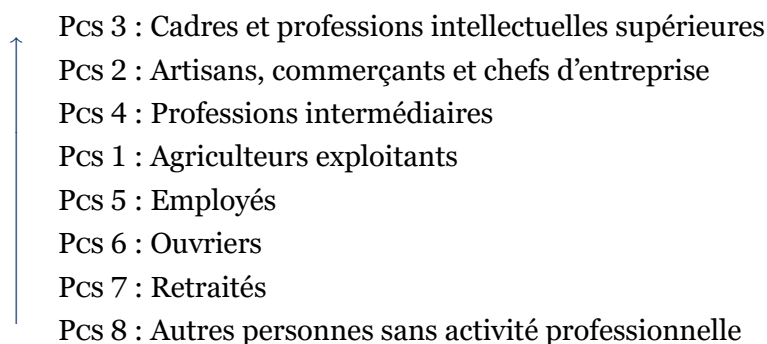 Pcs 3 : Cadres et professions intellectuelles supérieures
Pcs 2 : Artisans, commerçants et chefs d’entreprise
Pcs 4 : Professions intermédiaires
Pcs 1 : Agriculteurs exploitants
Pcs 5 : Employés
Pcs 6 : Ouvriers
Pcs 7 : Retraités
Pcs 8 : Autres personnes sans activité professionnelle